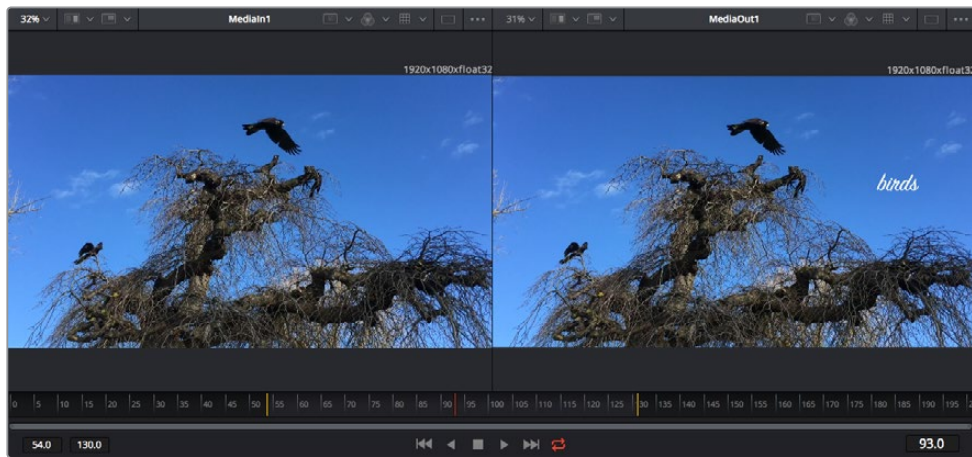 32% MediaIn1 31% MediaOut1
1920x1080xfloat32 1920x1080xfloat32
birds
0 5 10 15 20 25 30 35 40 45 50 55 60 65 70 75 80 85 90 95 100 105 110 115 120 125 130 135 140 145 150 155 160 165 170 175 180 185 190 195
54.0 130.0 93.0